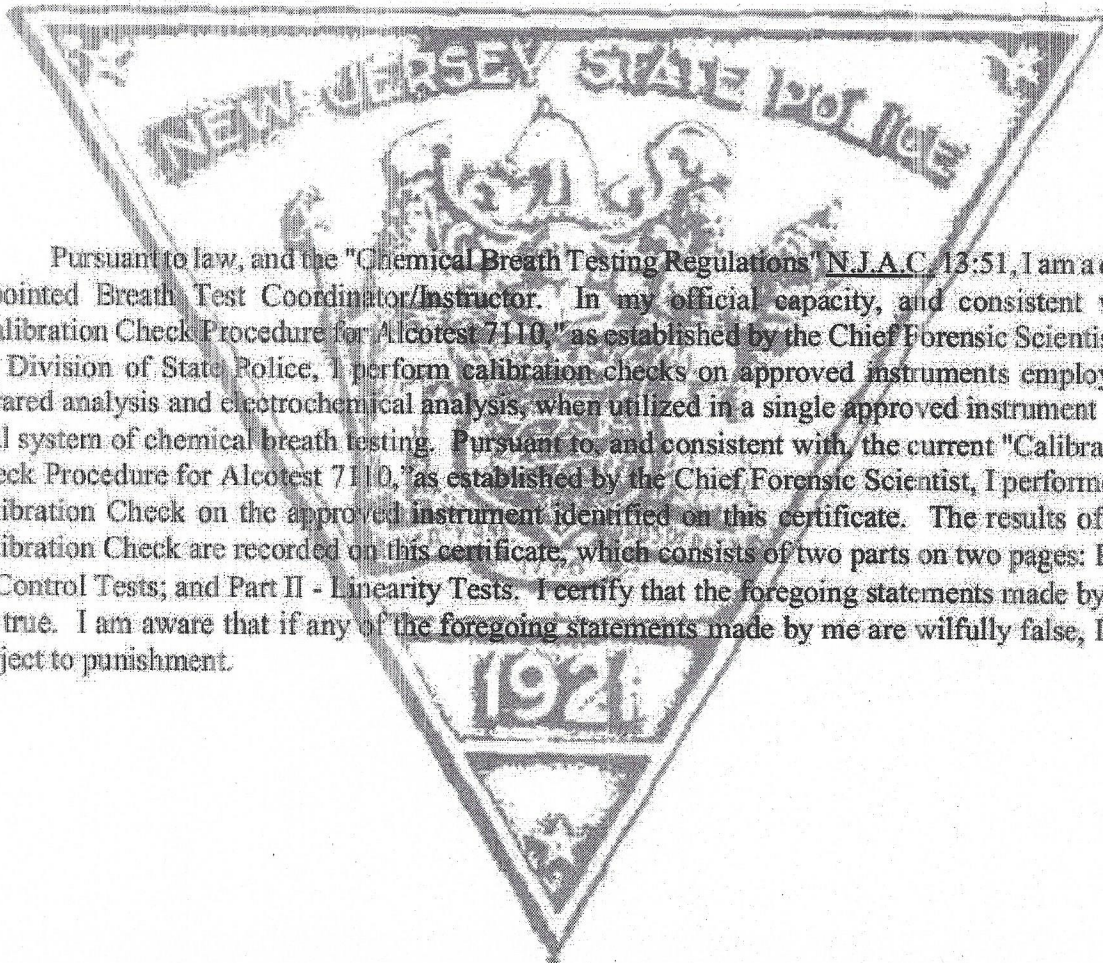 NEW JERSEY STATE POLICE
Pursuant to law, and the "Chemical Breath Testing Regulations" N.J.A.C. 13:51, I am a
pointed Breath Test Coordinator/Instructor. In my official capacity, and consistent
alibration Check Procedure for Alcotest 7110," as established by the Chief Forensic Scientis
Division of State Police, I perform calibration checks on approved instruments employ
ared analysis and electrochemical analysis, when utilized in a single approved instrument
l system of chemical breath testing. Pursuant to, and consistent with, the current "Calibra
eck Procedure for Alcotest 7110," as established by the Chief Forensic Scientist, I perform
ibration Check on the approved instrument identified on this certificate. The results of
ibration Check are recorded on this certificate, which consists of two parts on two pages:
Control Tests; and Part II - Linearity Tests. I certify that the foregoing statements made by
true. I am aware that if any of the foregoing statements made by me are wilfully false, I
ject to punishment.
1921